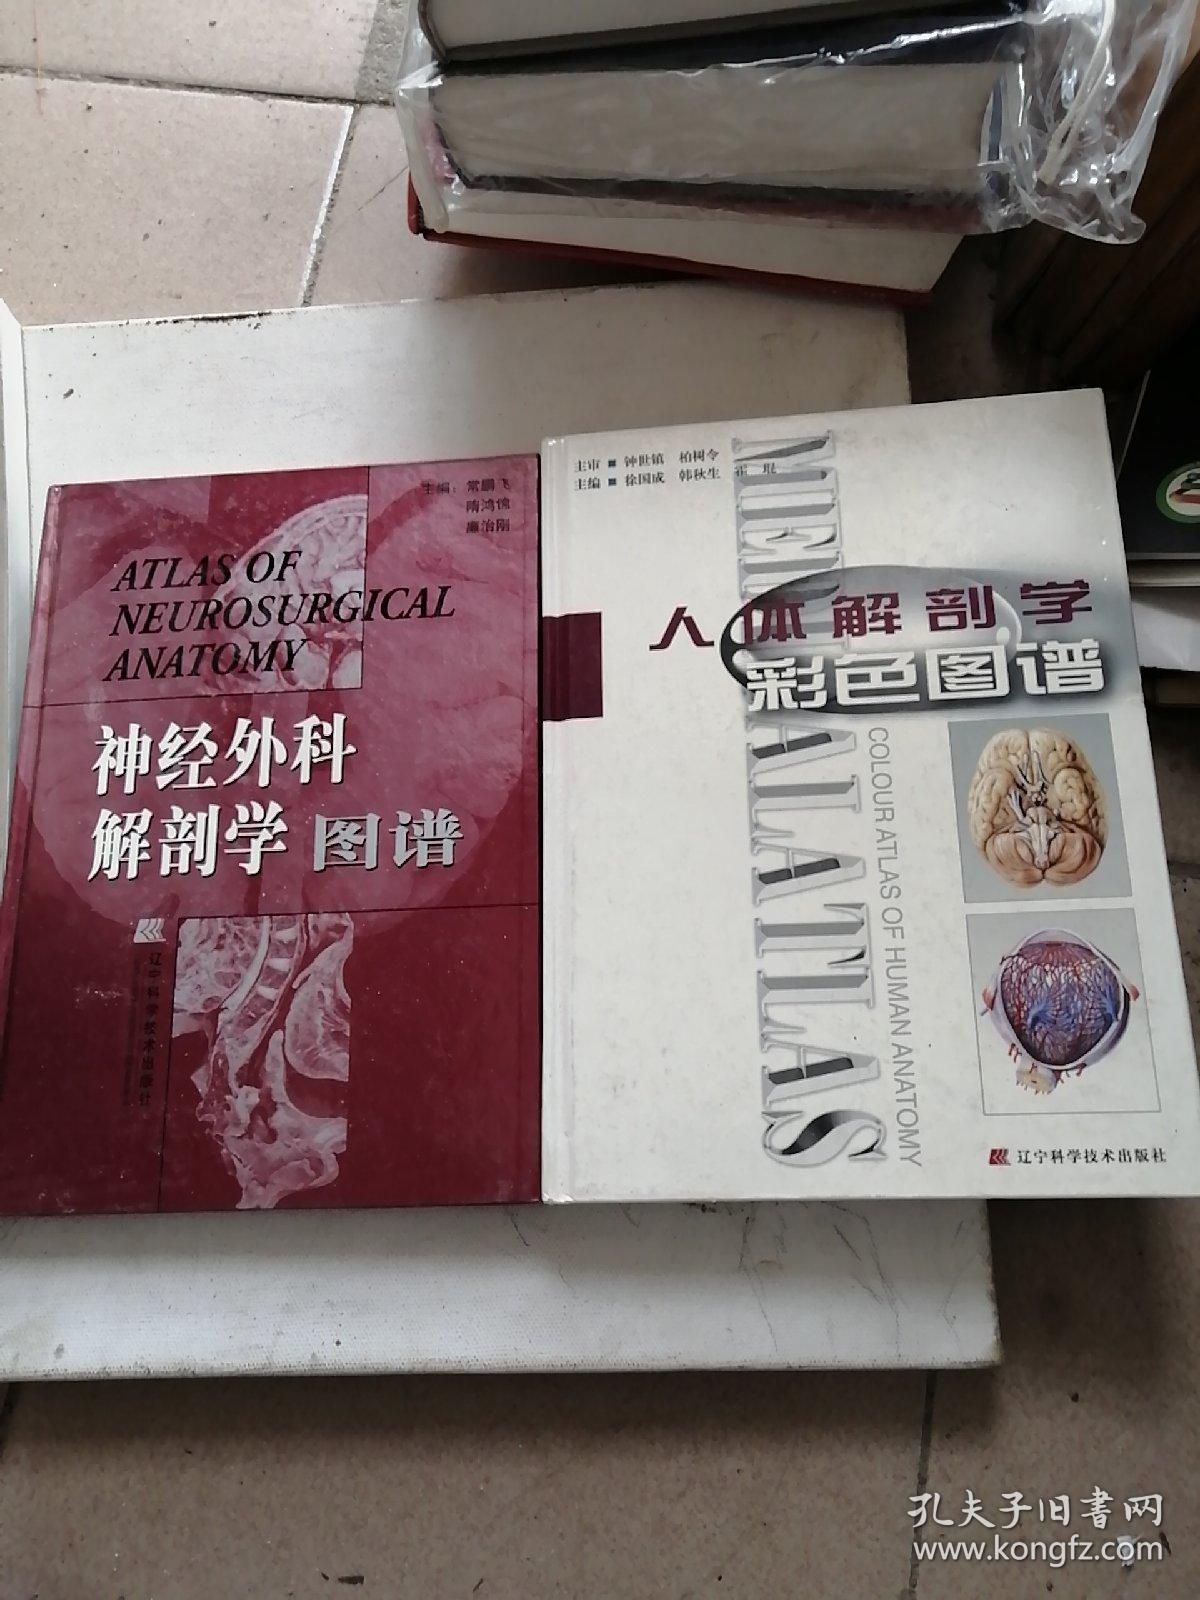 主编：常鹏飞
隋鸿锦
廉治刚
ATLAS OF
NEUROSURGICAL
ANATOMY
神经外科
解剖学 图谱
辽宁科学技术出版社
主审 ■ 钟世镇 柏树令
主编 ■ 徐国成 韩秋生 霍 琨
人体解剖学
彩色图谱
COLOUR ATLAS OF HUMAN ANATOMY
辽宁科学技术出版社
孔夫子旧书网
www.kongfz.com